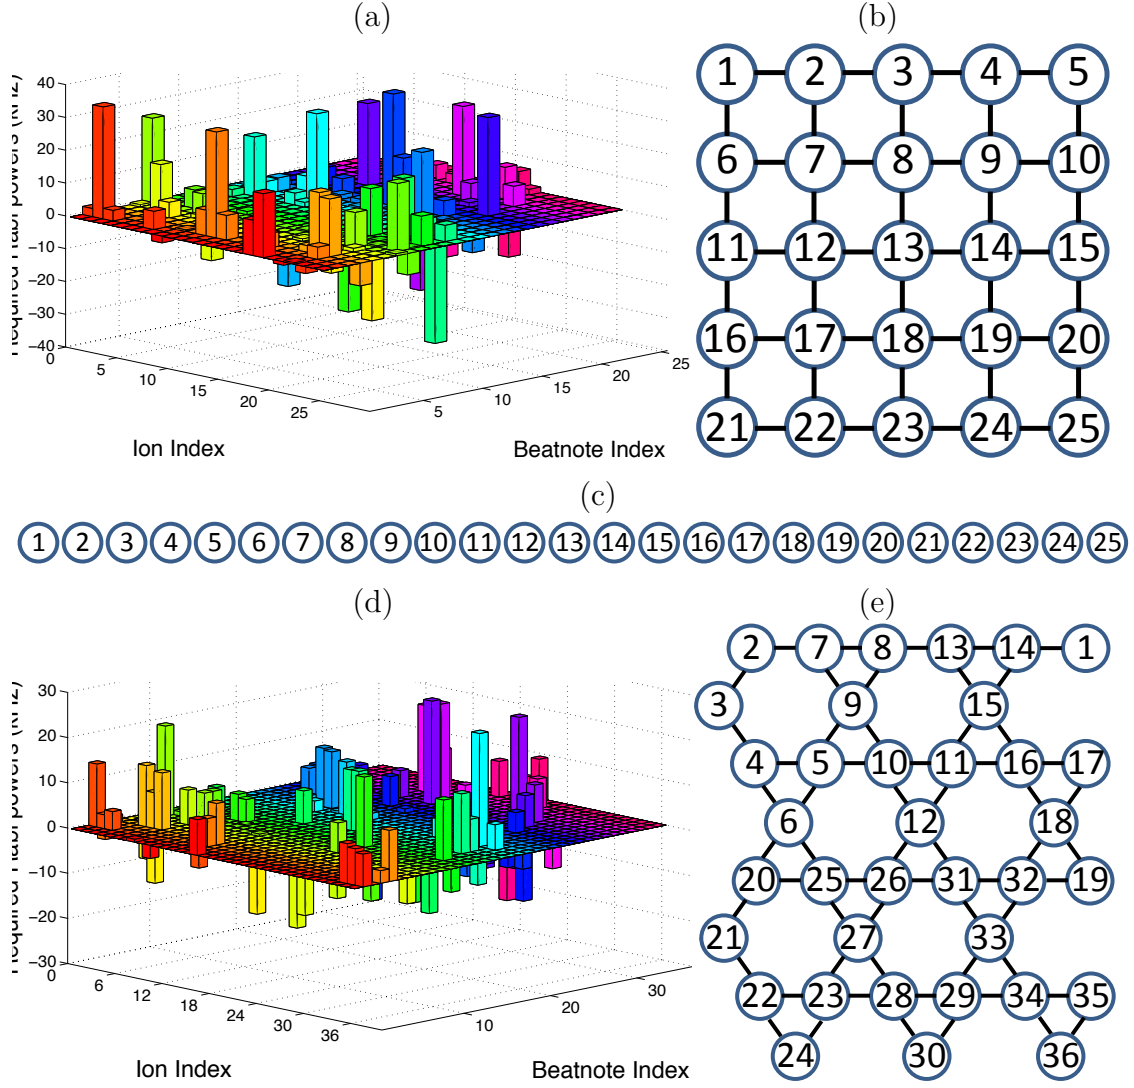 (a)
(b)
40
30
20
10
0
−10
−20
−30
−40
0
5
10
15
20
25
5
10
15
20
25
Ion Index
Beatnote Index
1 2 3 4 5
6 7 8 9 10
11 12 13 14 15
16 17 18 19 20
21 22 23 24 25
(c)
1 2 3 4 5 6 7 8 9 10 11 12 13 14 15 16 17 18 19 20 21 22 23 24 25
(d)
(e)
30
20
10
0
−10
−20
−30
0
6
12
18
24
30
36
10
20
30
Ion Index
Beatnote Index
2 7 8 13 14 1
3 9 15
4 5 10 11 16 17
6 12 18
20 25 26 31 32 19
21 27 33
22 23 28 29 34 35
24 30 36